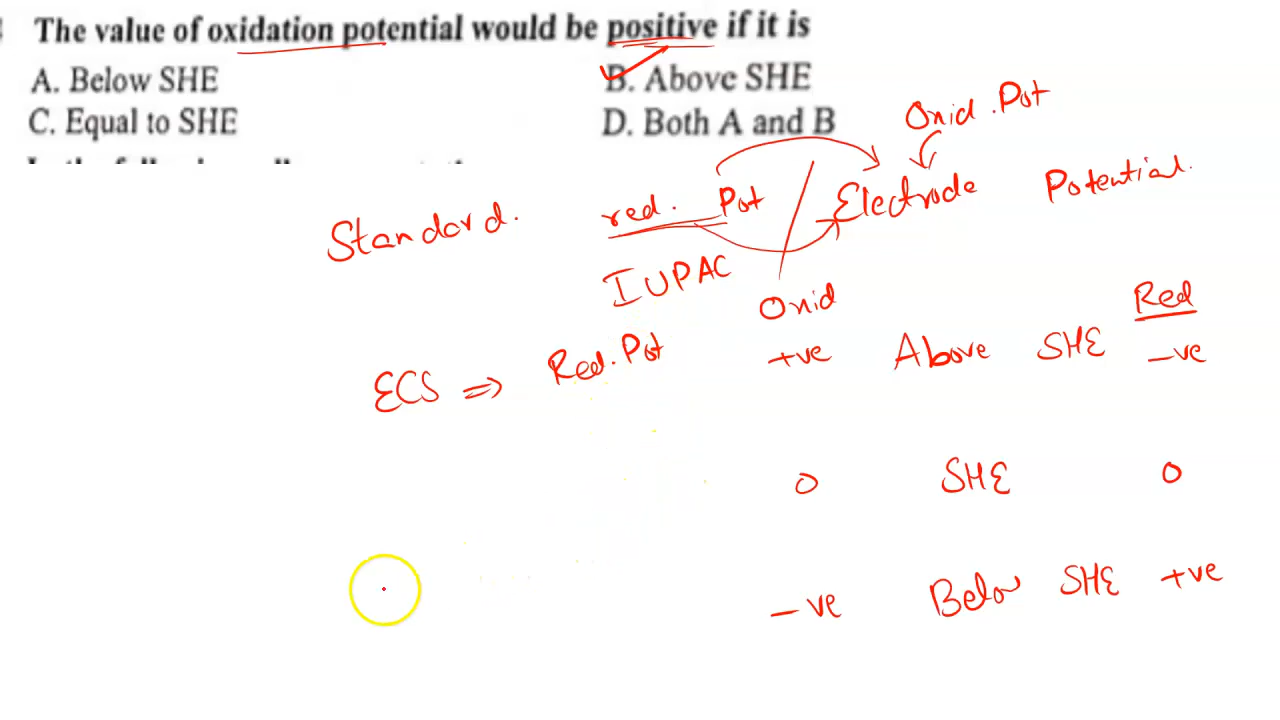 The value of oxidation potential would be positive if it is
A. Below SHE
B. Above SHE
C. Equal to SHE
D. Both A and B
Oxid. Pot
Standard. red. Pot / Electrode Potential.
IUPAC
Oxid Red
ECS ⇒ Red. Pot +ve Above SHE -ve
0 SHE 0
-ve Below SHE +ve